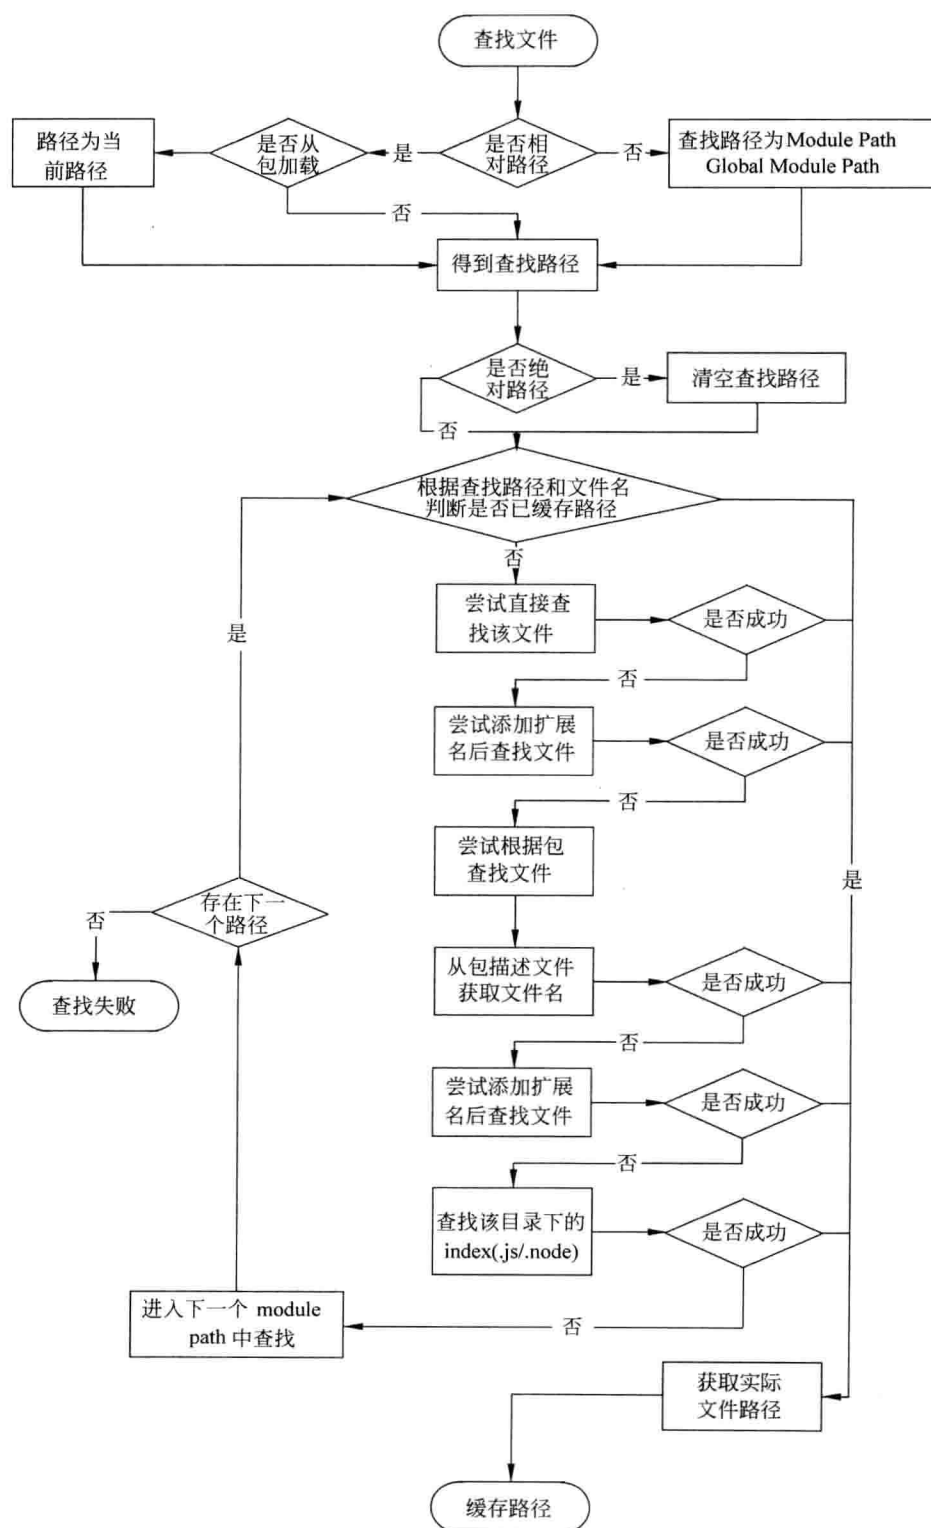 查找文件
路径为当
前路径
是否从
包加载
是
是否相
对路径
否
查找路径为Module Path
Global Module Path
否
得到查找路径
是否绝
对路径
是
清空查找路径
否
根据查找路径和文件名
判断是否已缓存路径
否
尝试直接查
找该文件
是否成功
是
否
尝试添加扩展
名后查找文件
是否成功
否
尝试根据包
查找文件
是
存在下一
个路径
否
从包描述文件
获取文件名
是否成功
查找失败
否
尝试添加扩展
名后查找文件
是否成功
否
查找该目录下的
index(.js/.node)
是否成功
进入下一个 module
path 中查找
否
获取实际
文件路径
缓存路径